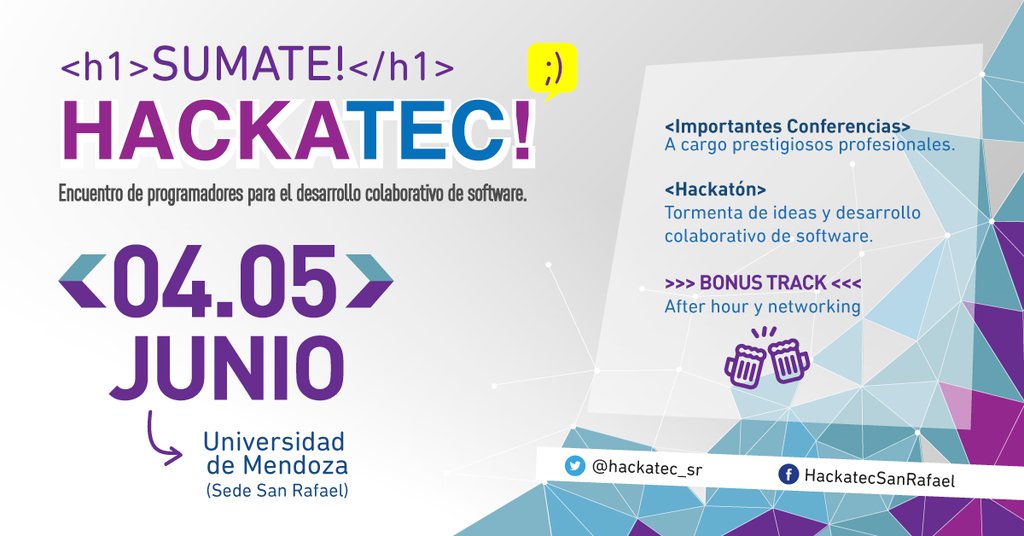 <h1>SUMATE!</h1>
;)
HACKATEC!
Encuentro de programadores para el desarrollo colaborativo de software.
<04.05>
JUNIO
Universidad
de Mendoza
(Sede San Rafael)
<Importantes Conferencias>
A cargo prestigiosos profesionales.
<Hackatón>
Tormenta de ideas y desarrollo
colaborativo de software.
>>> BONUS TRACK <<<
After hour y networking
@hackatec_sr
HackatecSanRafael